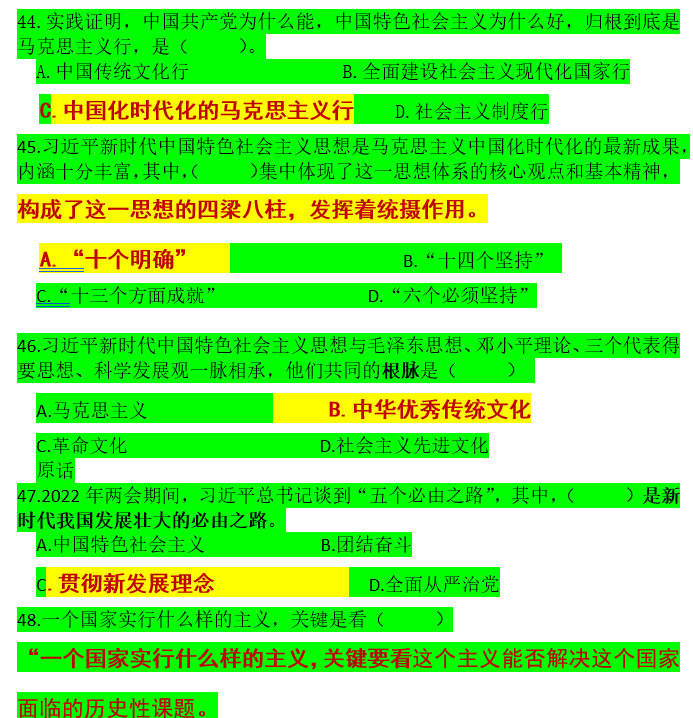 44. 实践证明，中国共产党为什么能，中国特色社会主义为什么好，归根到底是
马克思主义行，是（　　）。
A. 中国传统文化行　　B. 全面建设社会主义现代化国家行
C. 中国化时代化的马克思主义行　　D. 社会主义制度行
45.习近平新时代中国特色社会主义思想是马克思主义中国化时代化的最新成果，
内涵十分丰富，其中，（　　）集中体现了这一思想体系的核心观点和基本精神，
构成了这一思想的四梁八柱，发挥着统摄作用。
A. “十个明确”　　B.“十四个坚持”
C.“十三个方面成就”　　D.“六个必须坚持”
46.习近平新时代中国特色社会主义思想与毛泽东思想、邓小平理论、三个代表得
要思想、科学发展观一脉相承，他们共同的根脉是（　　）
A.马克思主义　　B. 中华优秀传统文化
C.革命文化　　D.社会主义先进文化
原话
47.2022 年两会期间，习近平总书记谈到“五个必由之路”，其中，（　　）是新
时代我国发展壮大的必由之路。
A.中国特色社会主义　　B.团结奋斗
C. 贯彻新发展理念　　D.全面从严治党
48.一个国家实行什么样的主义，关键是看（　　）
“一个国家实行什么样的主义, 关键要看这个主义能否解决这个国家
面临的历史性课题。